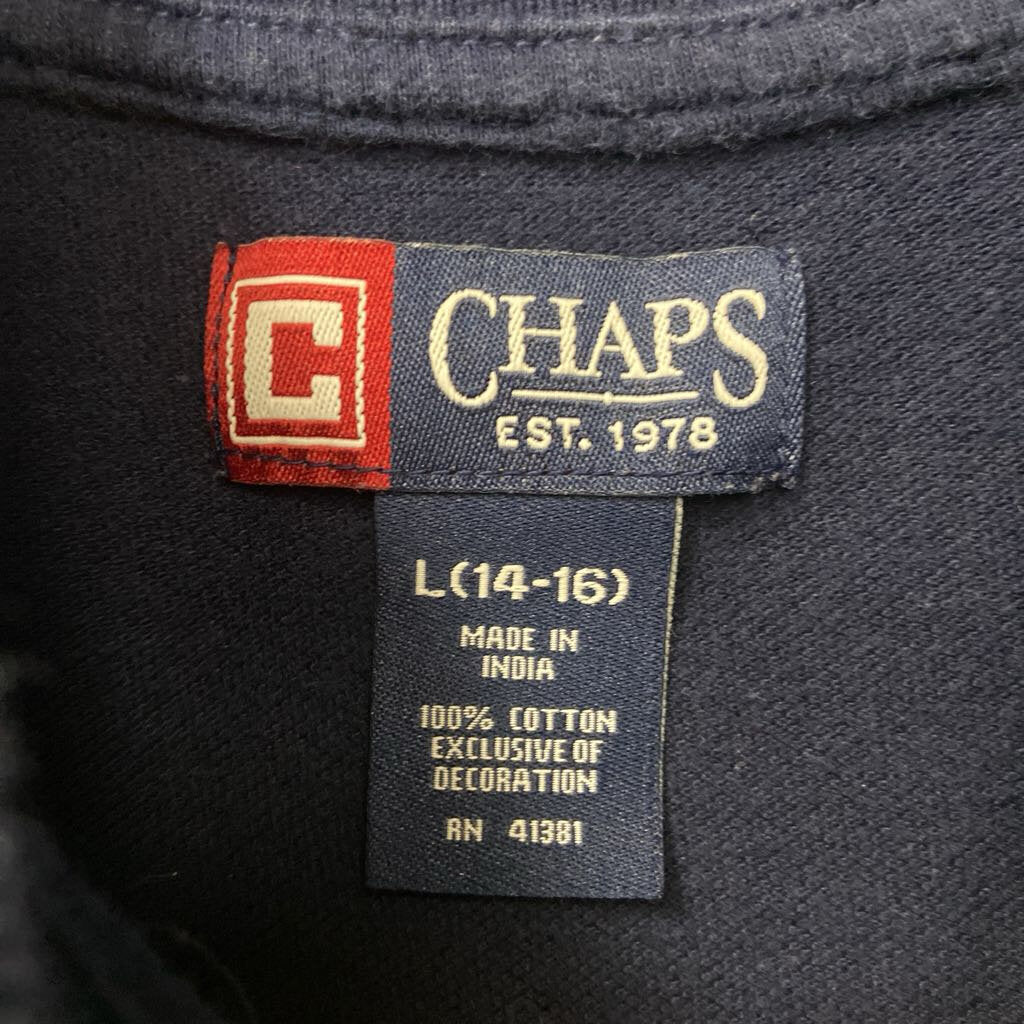 C
CHAPS
EST. 1978
L(14-16)
MADE IN
INDIA
100% COTTON
EXCLUSIVE OF
DECORATION
RN 41381